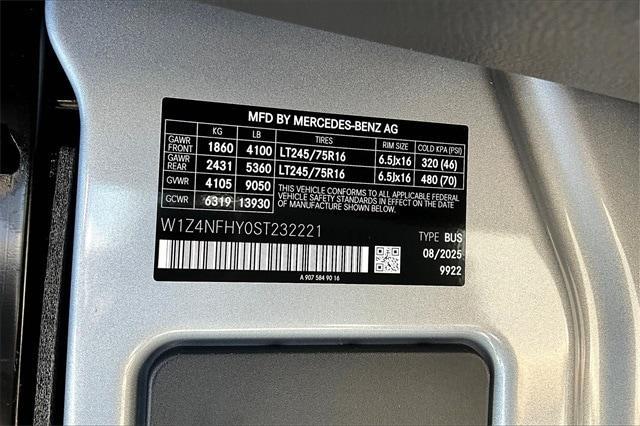 MFD BY MERCEDES-BENZ AG
KG LB TIRES RIM SIZE COLD KPA (PSI)
GAWR FRONT 1860 4100 LT245/75R16 6.5Jx16 320 (46)
GAWR REAR 2431 5360 LT245/75R16 6.5Jx16 480 (70)
GVWR 4105 9050 THIS VEHICLE CONFORMS TO ALL APPLICABLE FEDERAL MOTOR
GCWR 6319 13930 VEHICLE SAFETY STANDARDS IN EFFECT ON THE DATE
OF MANUFACTURE SHOWN ABOVE.
W1Z4NFHY0ST232221
TYPE BUS
08/2025
9922
A 907 584 90 16